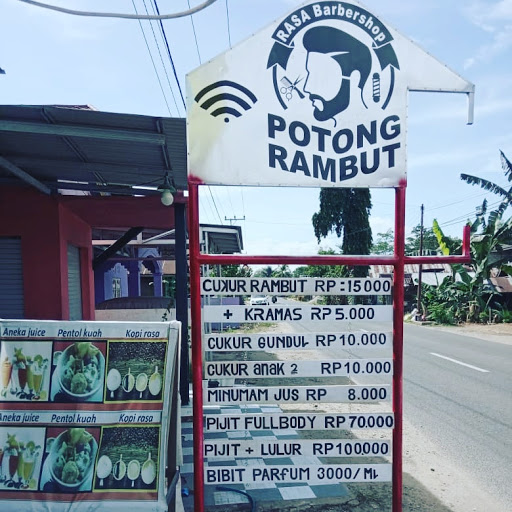 RASA Barbershop
POTONG
RAMBUT
CUKUR RAMBUT RP : 15 000
+ KRAMAS RP 5.000
CUKUR GUNDUL RP 10.000
CUKUR anak 2 RP 10.000
MINUMAM JUS RP 8.000
PIJIT FULLBODY RP 70.000
PIJIT + LULUR RP 100000
BIBIT PARFUM 3000/ML
Aneka juice Pentol kuah Kopi rasa
Aneka juice Pentol kuah Kopi rasa